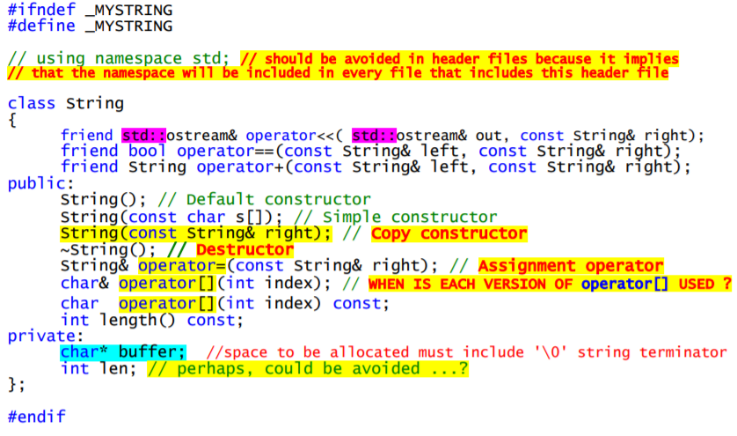 #ifndef _MYSTRING
#define _MYSTRING
// using namespace std; // should be avoided in header files because it implies
// that the namespace will be included in every file that includes this header file
class String
{
friend std::ostream& operator<<( std::ostream& out, const String& right);
friend bool operator==(const String& left, const String& right);
friend String operator+(const String& left, const String& right);
public:
String(); // Default constructor
String(const char s[]); // Simple constructor
String(const String& right); // Copy constructor
~String(); // Destructor
String& operator=(const String& right); // Assignment operator
char& operator[](int index); // WHEN IS EACH VERSION OF operator[] USED ?
char operator[](int index) const;
int length() const;
private:
char* buffer; //space to be allocated must include '\0' string terminator
int len; // perhaps, could be avoided ...?
};
#endif